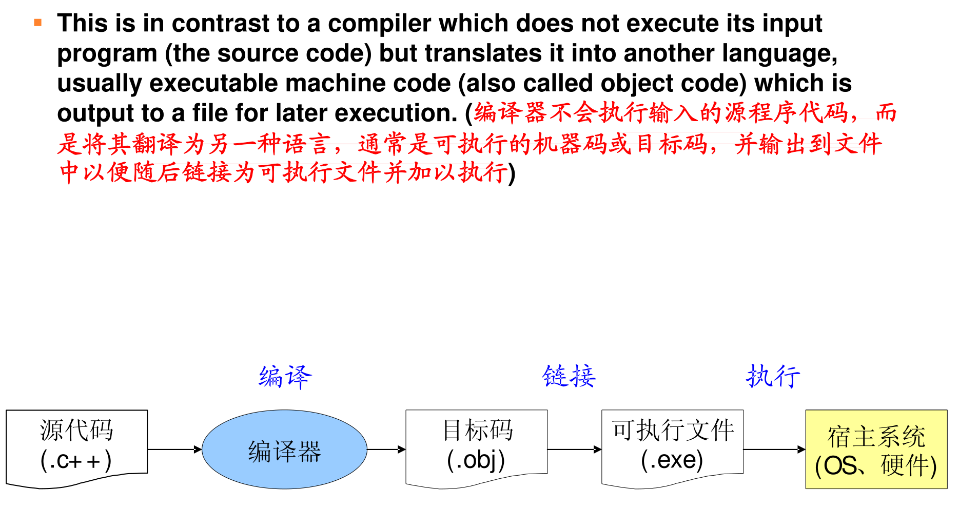 This is in contrast to a compiler which does not execute its input
program (the source code) but translates it into another language,
usually executable machine code (also called object code) which is
output to a file for later execution. (编译器不会执行输入的源程序代码，而
是将其翻译为另一种语言，通常是可执行的机器码或目标码，并输出到文件
中以便随后链接为可执行文件并加以执行)
编译
链接
执行
源代码
(.c++)
编译器
目标码
(.obj)
可执行文件
(.exe)
宿主系统
(OS、硬件)